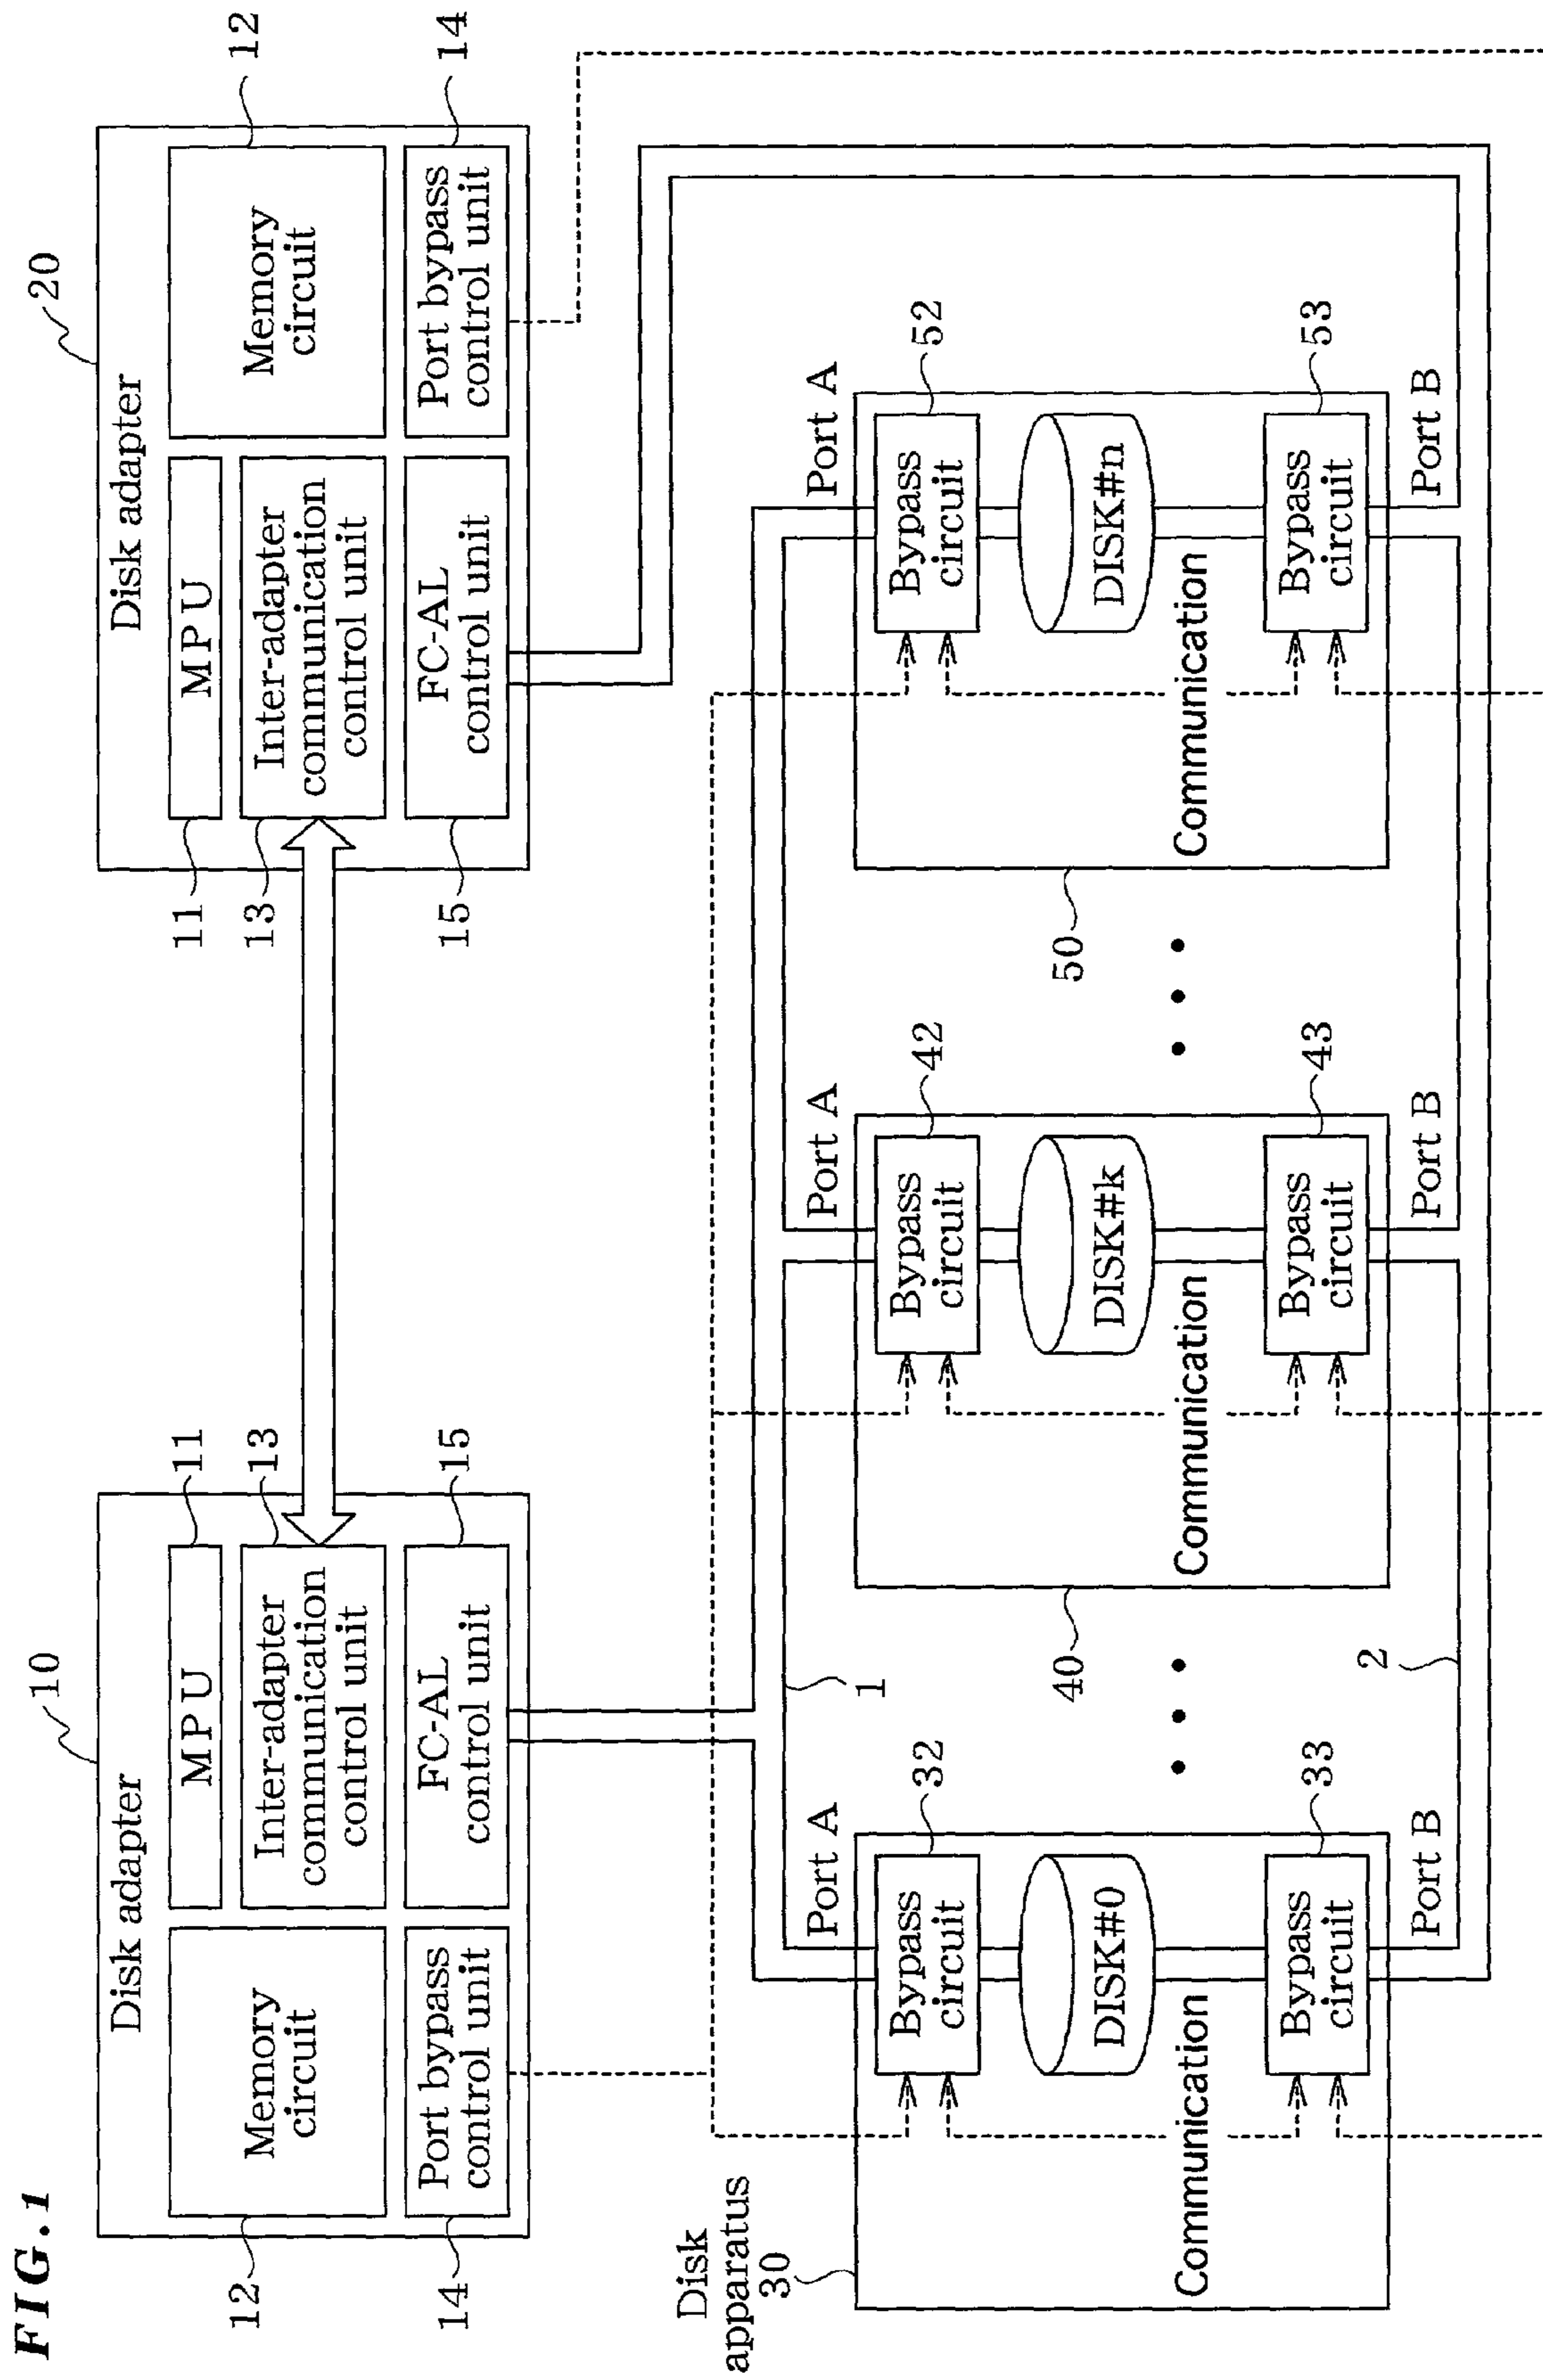 FIG.1
10
Disk adapter
12
Memory
circuit
MPU
11
Inter-adapter
communication
control unit
13
14
Port bypass
control unit
FC-AL
control unit
15
20
Disk adapter
11
MPU
Memory
circuit
12
13
Inter-adapter
communication
control unit
15
FC-AL
control unit
Port bypass
control unit
14
Disk
apparatus
30
Port A
Bypass
circuit
32
DISK#0
Communication
Bypass
circuit
33
Port B
1
2
40
Port A
Bypass
circuit
42
DISK#k
Communication
Bypass
circuit
43
Port B
50
Port A
Bypass
circuit
52
DISK#n
Communication
Bypass
circuit
53
Port B